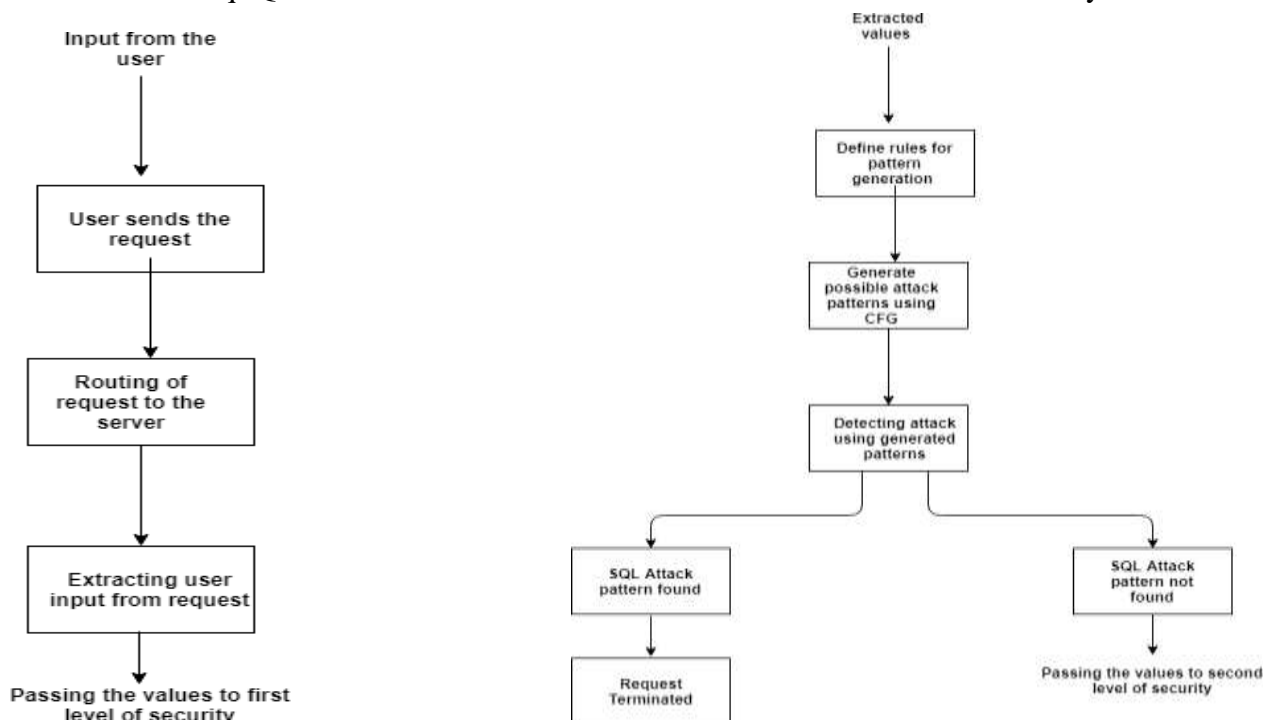 Input from the
user
User sends the
request
Routing of
request to the
server
Extracting user
input from request
Passing the values to first
level of security
Extracted
values
Define rules for
pattern
generation
Generate
possible attack
patterns using
CFG
Detecting attack
using generated
patterns
SQL Attack
pattern found
Request
Terminated
SQL Attack
pattern not
found
Passing the values to second
level of security